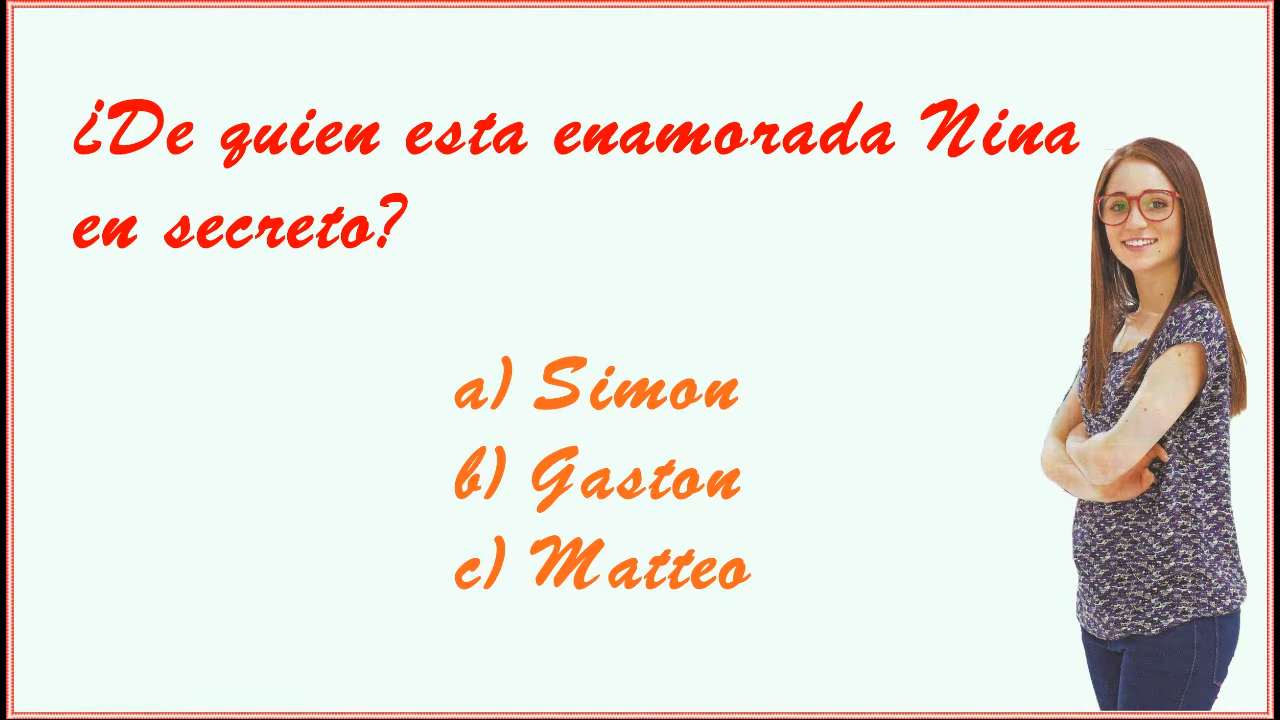 ¿De quien esta enamorada Nina
en secreto?
a) Simon
b) Gaston
c) Matteo